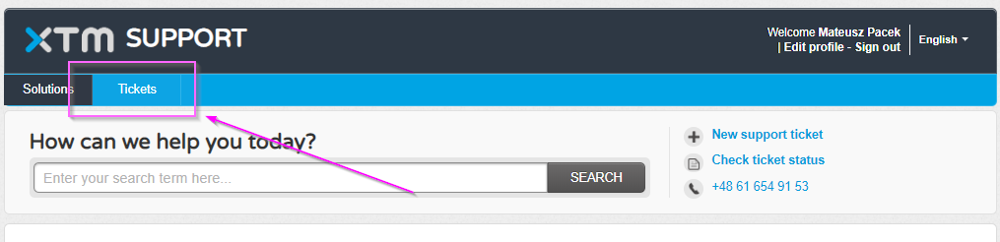 XTM SUPPORT
Welcome Mateusz Pacek
| Edit profile - Sign out
English
Solutions
Tickets
How can we help you today?
Enter your search term here...
SEARCH
New support ticket
Check ticket status
+48 61 654 91 53